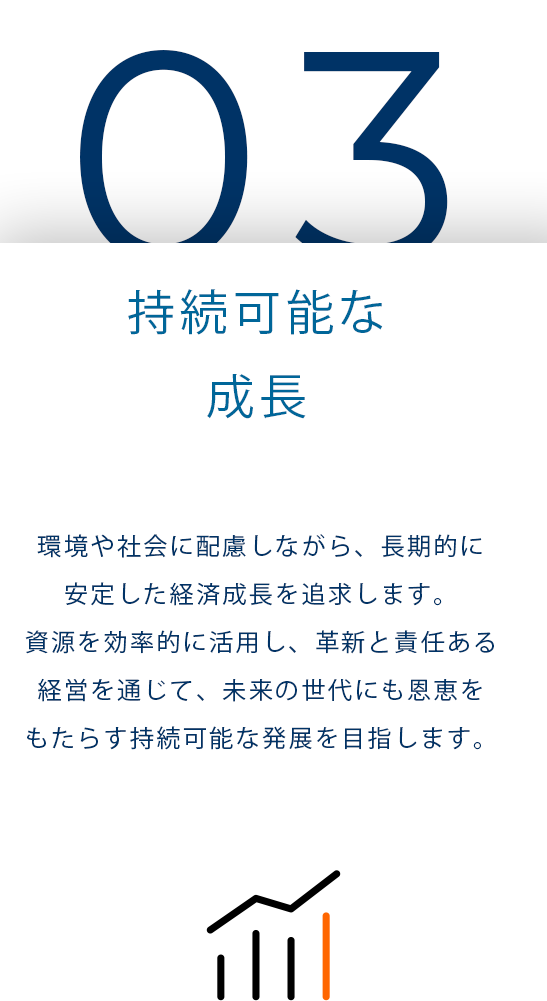 03
持続可能な
成長
環境や社会に配慮しながら、長期的に
安定した経済成長を追求します。
資源を効率的に活用し、革新と責任ある
経営を通じて、未来の世代にも恩恵を
もたらす持続可能な発展を目指します。